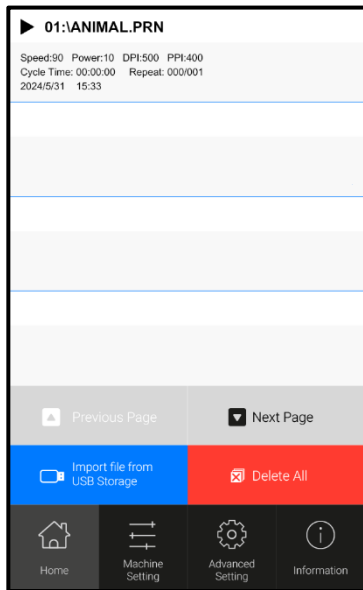 01:\ANIMAL.PRN
Speed:90 Power:10 DPI:500 PPI:400
Cycle Time: 00:00:00 Repeat: 000/001
2024/5/31 15:33
Previous Page
Next Page
Import file from
USB Storage
Delete All
Home
Machine
Setting
Advanced
Setting
Information